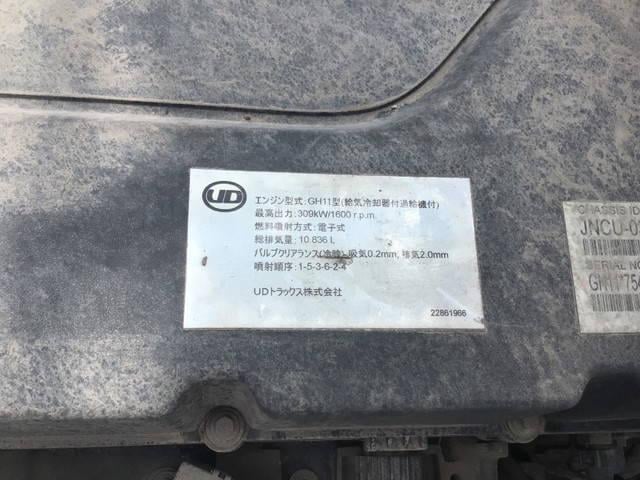 UD
エンジン型式:GH11型(給気冷却器付過給機付)
最高出力:309kW/1600 r.p.m.
燃料噴射方式:電子式
総排気量:10.836 L
バルブクリアランス(冷時):吸気0.2mm, 排気2.0mm
噴射順序:1-5-3-6-2-4
UDトラックス株式会社
22861966
CHASSIS ID
JNCU-0
SERIAL NO
GH11